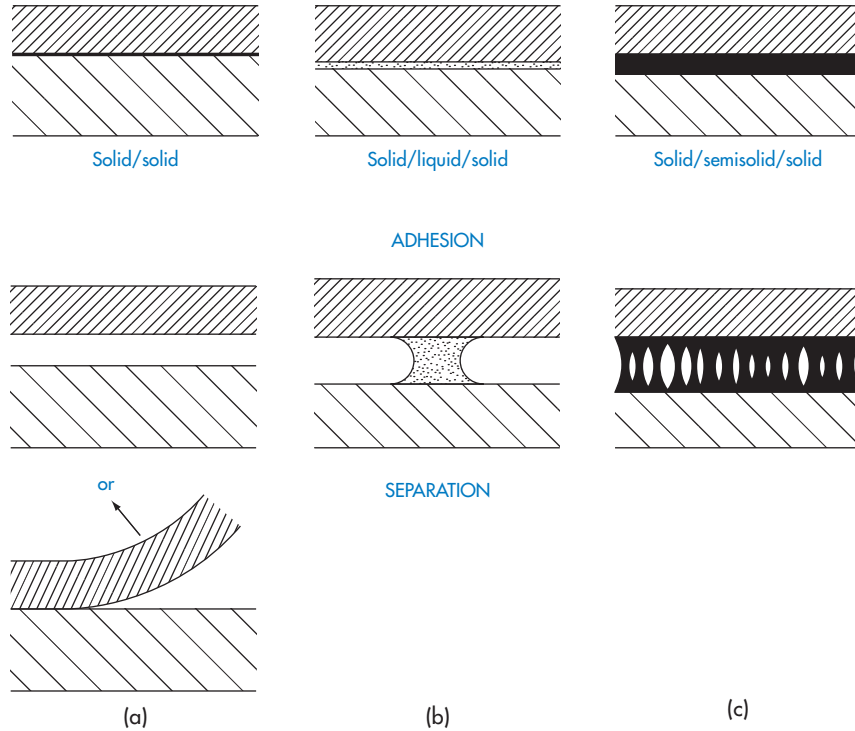 Solid/solid
Solid/liquid/solid
Solid/semisolid/solid
ADHESION
or
SEPARATION
(a)
(b)
(c)